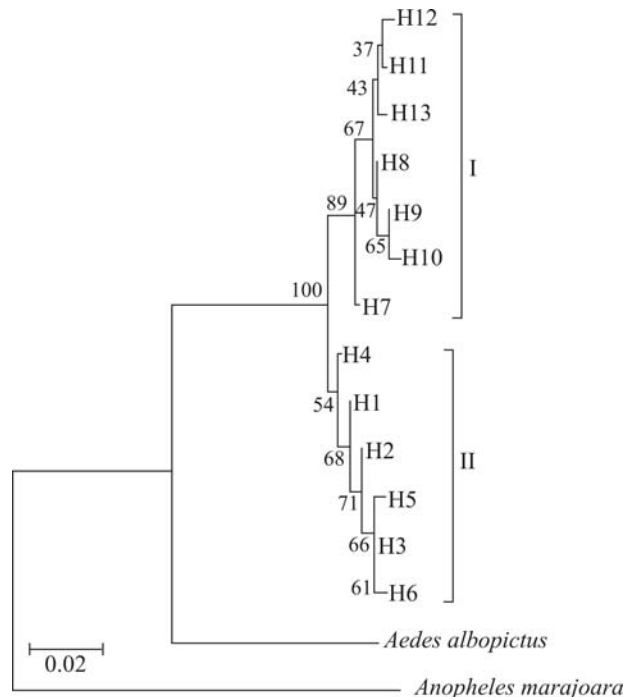 H12
37
H11
43
H13
67
H8
I
89
47
H9
65
H10
100
H7
H4
54
H1
68
H2
II
71
H5
66
H3
61
H6
0.02
Aedes albopictus
Anopheles marajoara